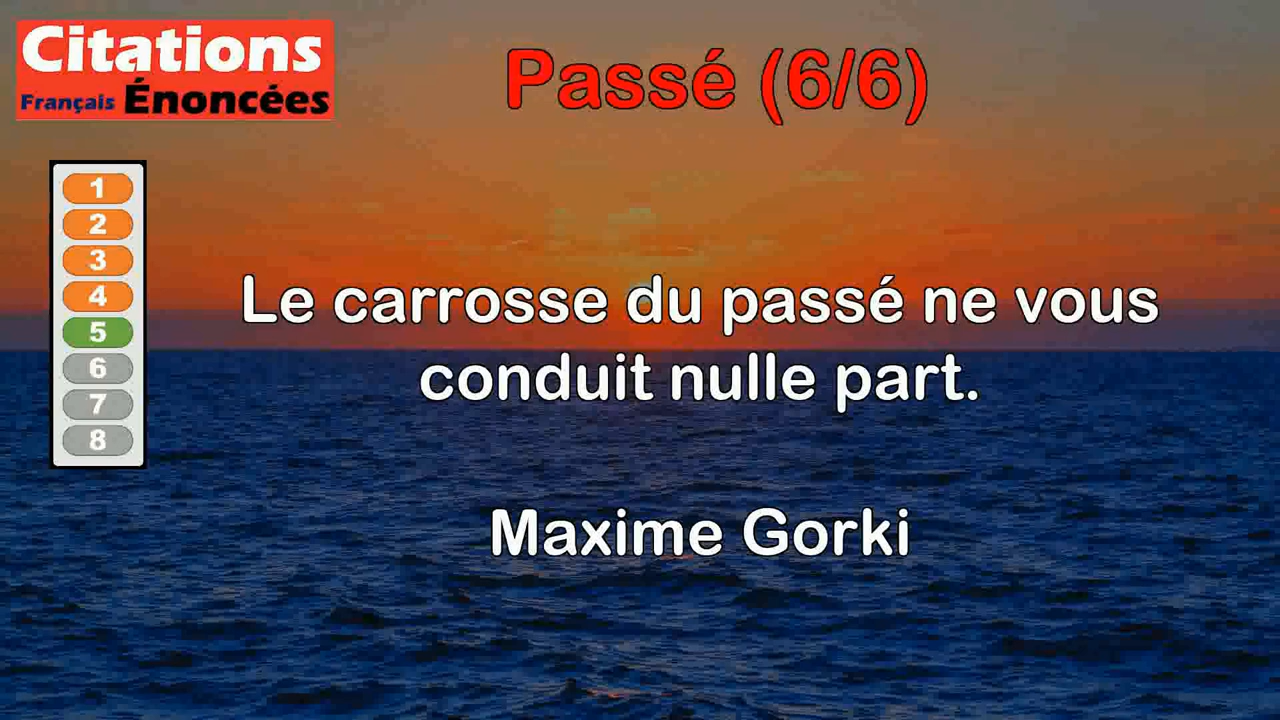 Citations
Français Énoncées
Passé (6/6)
1
2
3
4
5
6
7
8
Le carrosse du passé ne vous
conduit nulle part.
Maxime Gorki